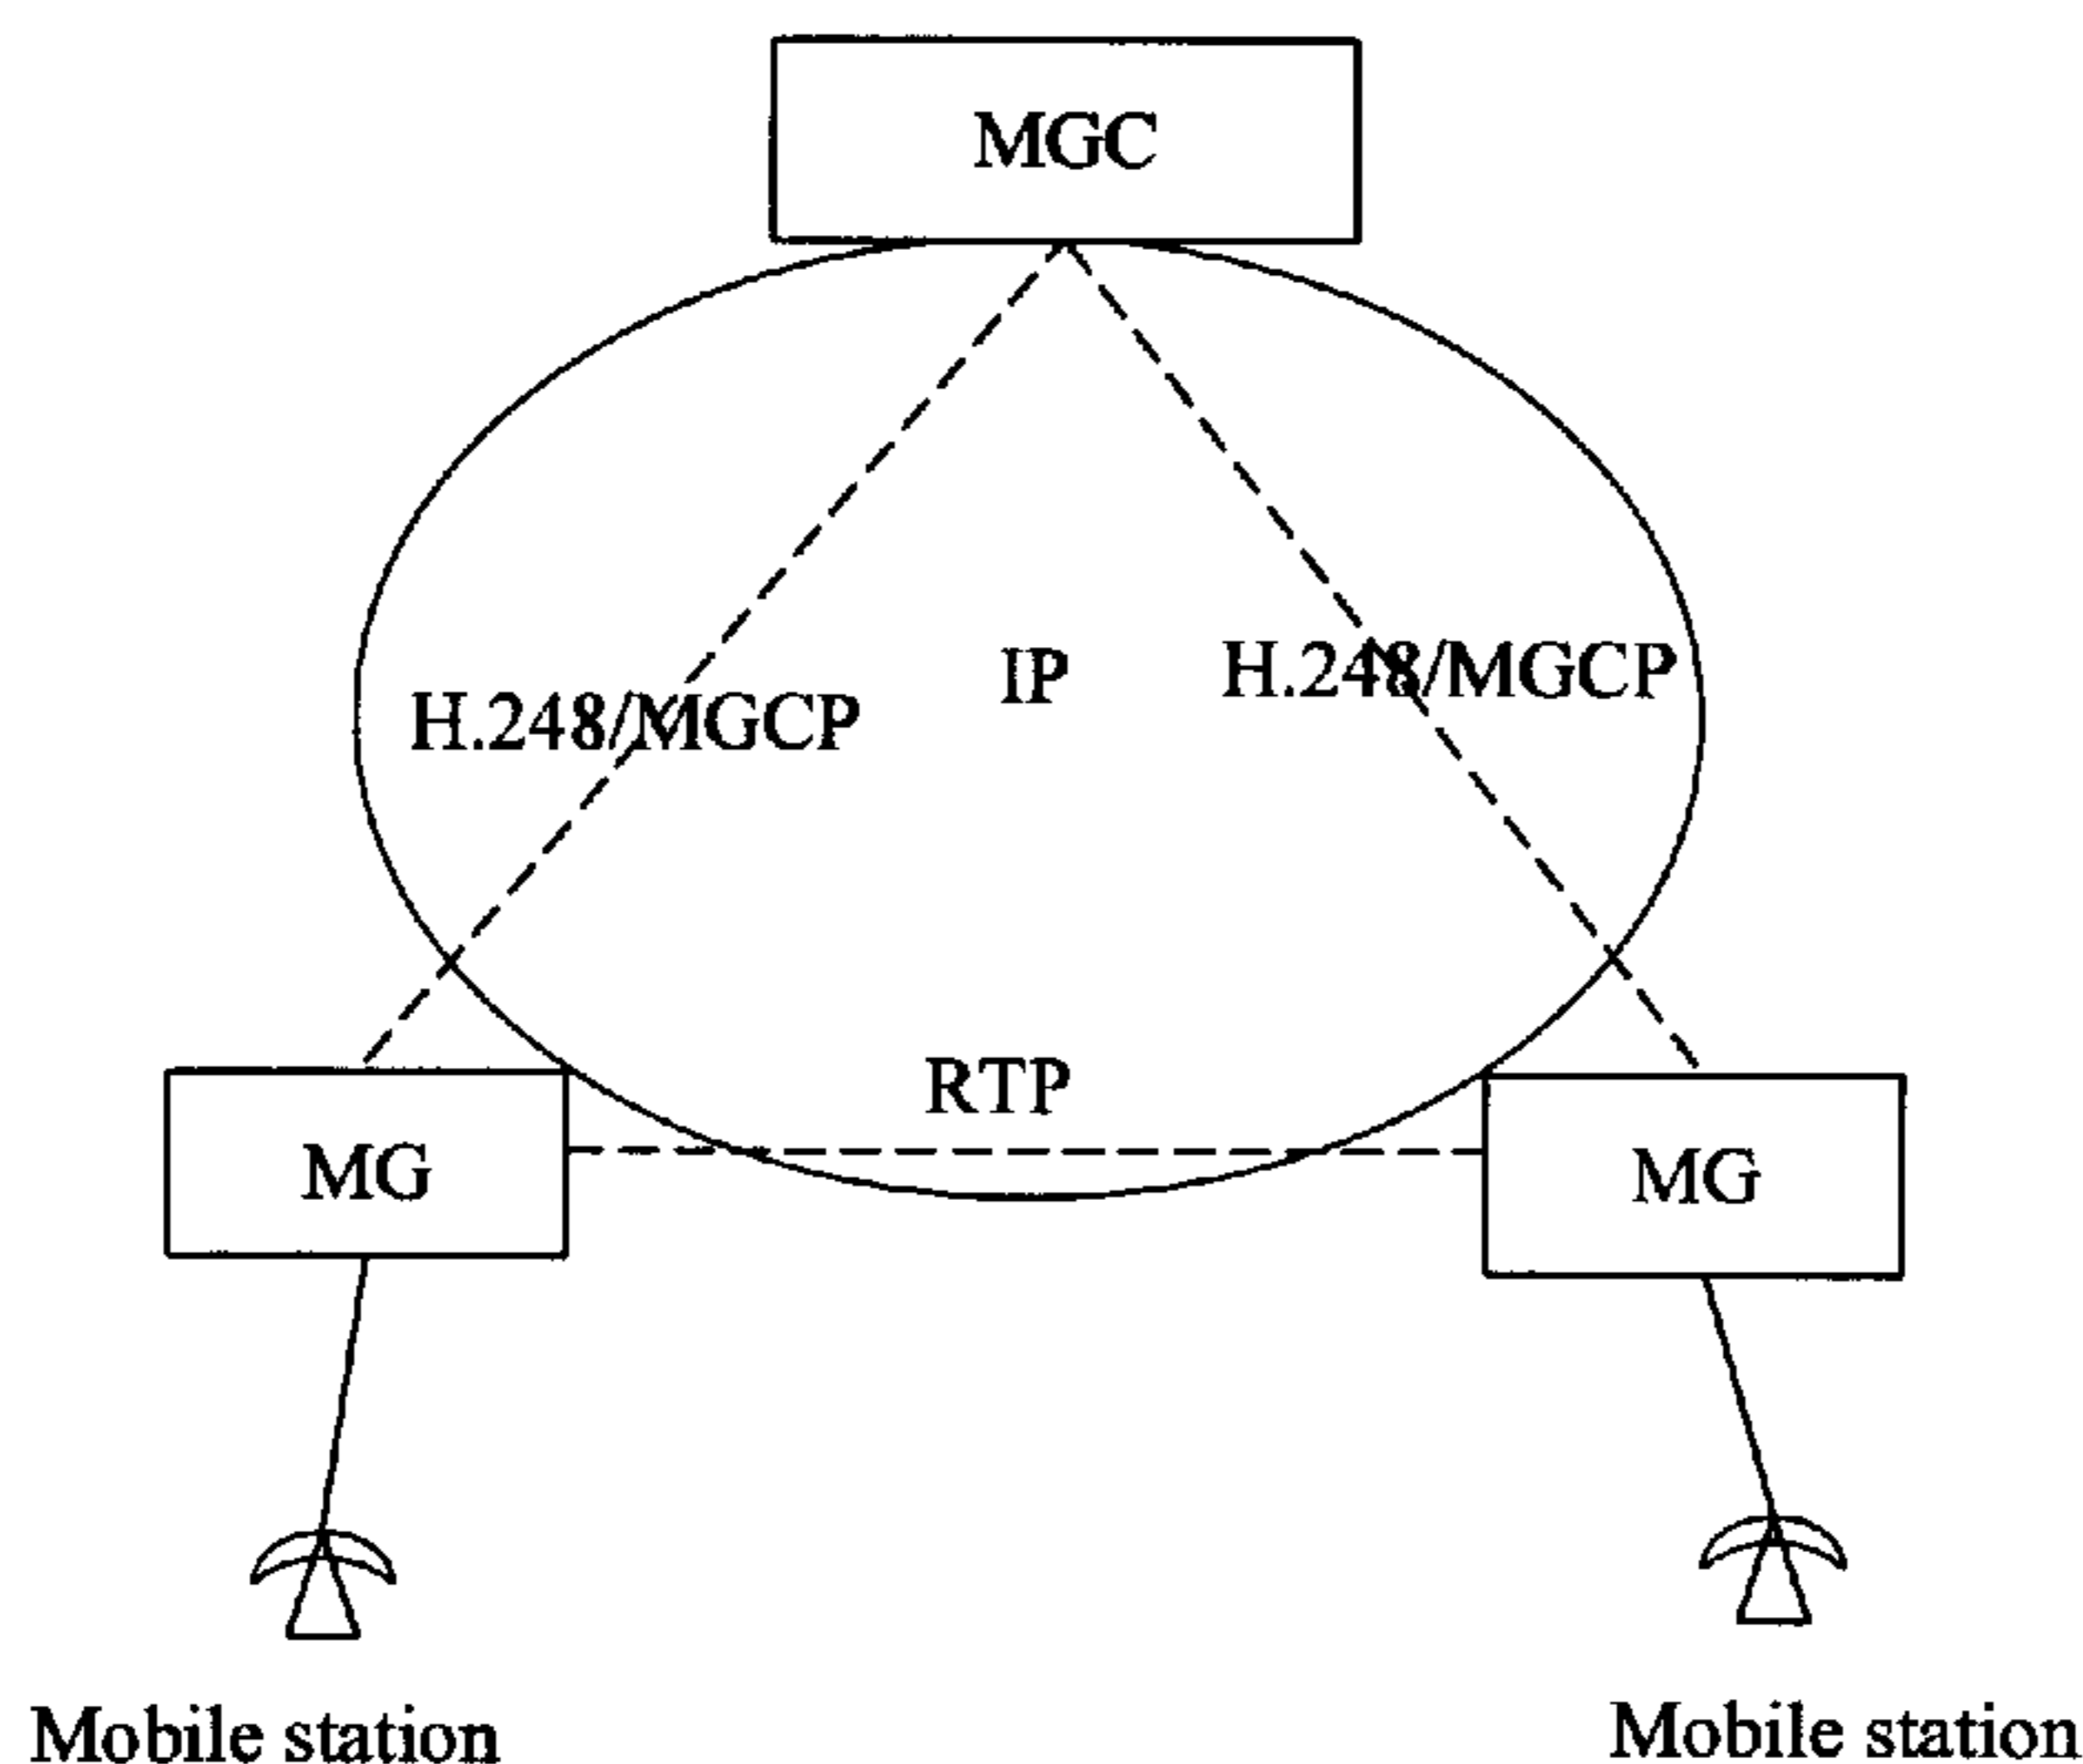 MGC
IP
H.248/MGCP
H.248/MGCP
RTP
MG
MG
Mobile station
Mobile station